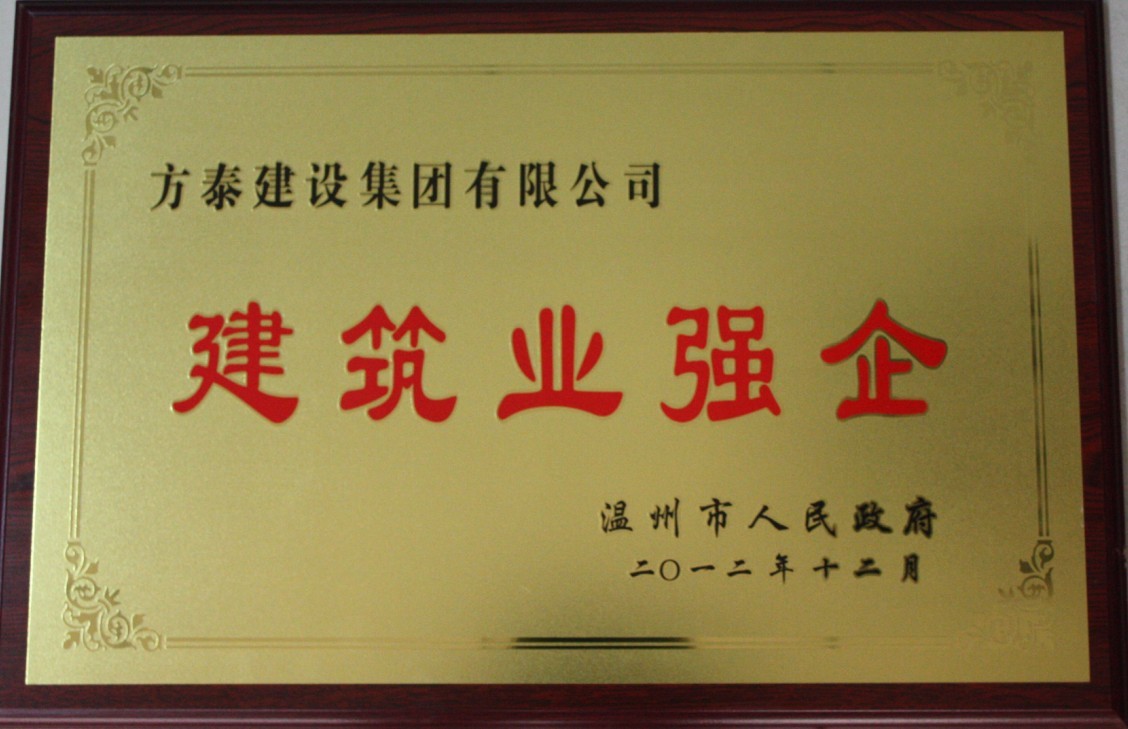 方泰建设集团有限公司
建筑业强企
温州市人民政府
二〇一二年十二月